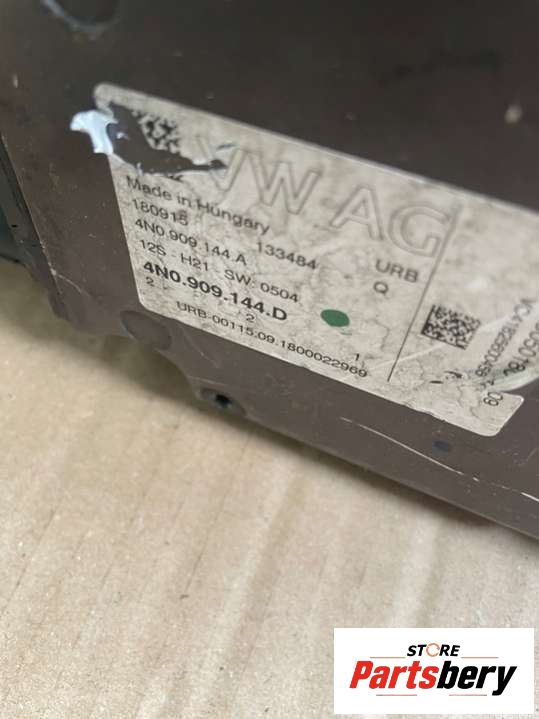 VW AG
Made in Hungary
180915 133484 URB
4N0.909.144.A Q
12S - H21 - SW: 0504
4N0.909.144.D
2 2 1
URB-00115.09.1800022969
09
STORE
Partsbery